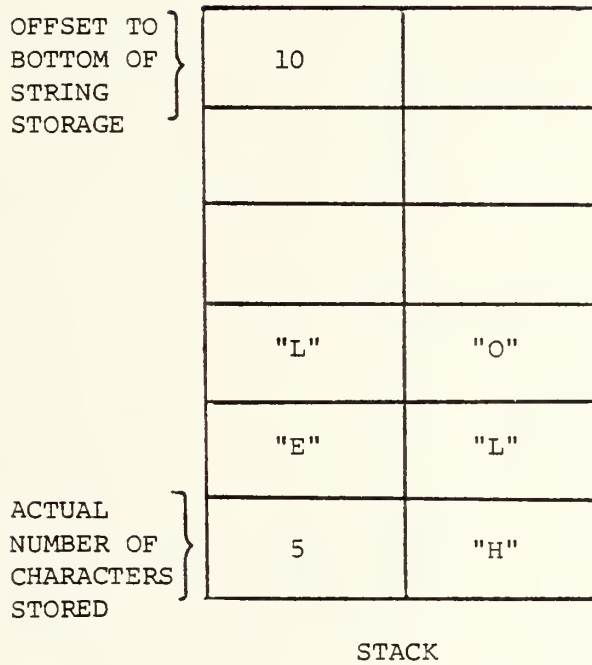 OFFSET TO
BOTTOM OF
STRING
STORAGE
10
"L" "O"
"E" "L"
ACTUAL
NUMBER OF
CHARACTERS
STORED
5 "H"
STACK